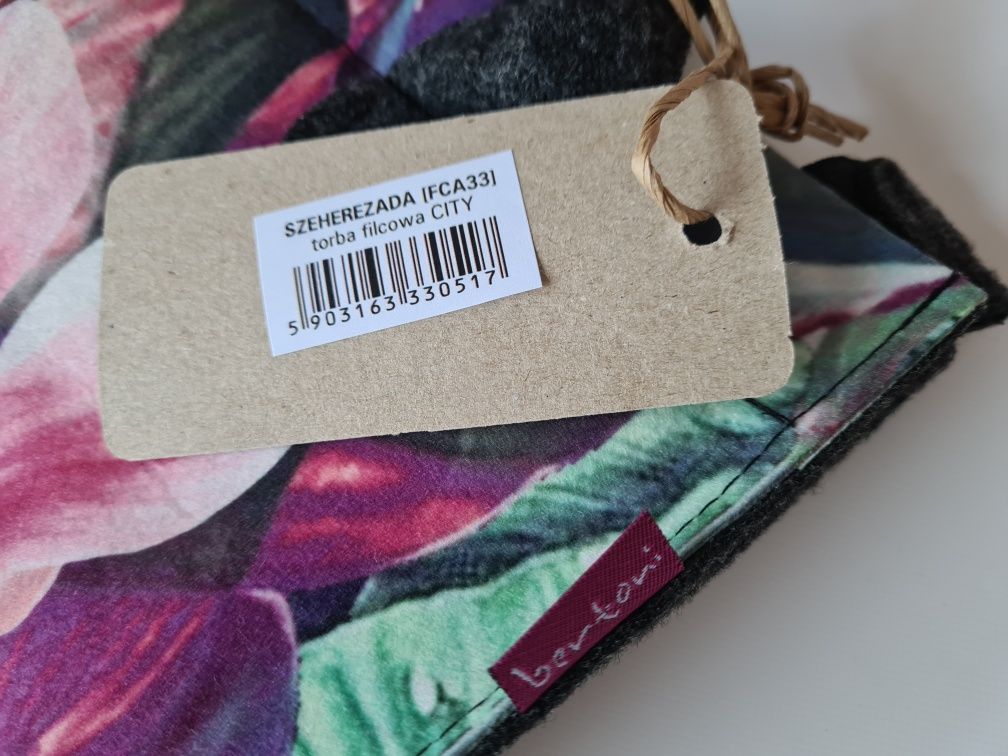 SZEHEREZADA [FCA33]
torba filcowa CITY
5 903163 330517
bertoni